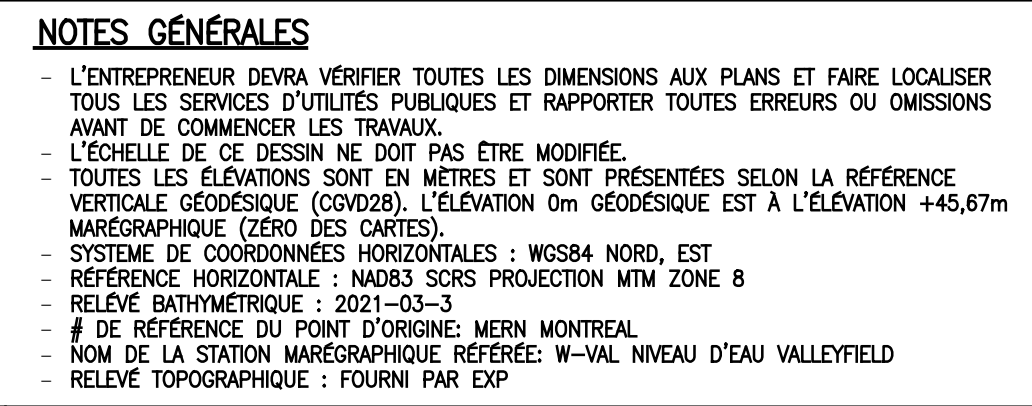 NOTES GÉNÉRALES
- L'ENTREPRENEUR DEVRA VÉRIFIER TOUTES LES DIMENSIONS AUX PLANS ET FAIRE LOCALISER
TOUS LES SERVICES D'UTILITÉS PUBLIQUES ET RAPPORTER TOUTES ERREURS OU OMISSIONS
AVANT DE COMMENCER LES TRAVAUX.
- L'ÉCHELLE DE CE DESSIN NE DOIT PAS ÊTRE MODIFIÉE.
- TOUTES LES ÉLÉVATIONS SONT EN MÈTRES ET SONT PRÉSENTÉES SELON LA RÉFÉRENCE
VERTICALE GÉODÉSIQUE (CGVD28). L'ÉLÉVATION 0m GÉODÉSIQUE EST À L'ÉLÉVATION +45,67m
MARÉGRAPHIQUE (ZÉRO DES CARTES).
- SYSTEME DE COORDONNÉES HORIZONTALES : WGS84 NORD, EST
- RÉFÉRENCE HORIZONTALE : NAD83 SCRS PROJECTION MTM ZONE 8
- RELÉVÉ BATHYMÉTRIQUE : 2021-03-3
- # DE RÉFÉRENCE DU POINT D'ORIGINE: MERN MONTREAL
- NOM DE LA STATION MARÉGRAPHIQUE RÉFÉRÉE: W-VAL NIVEAU D'EAU VALLEYFIELD
- RELEVÉ TOPOGRAPHIQUE : FOURNI PAR EXP